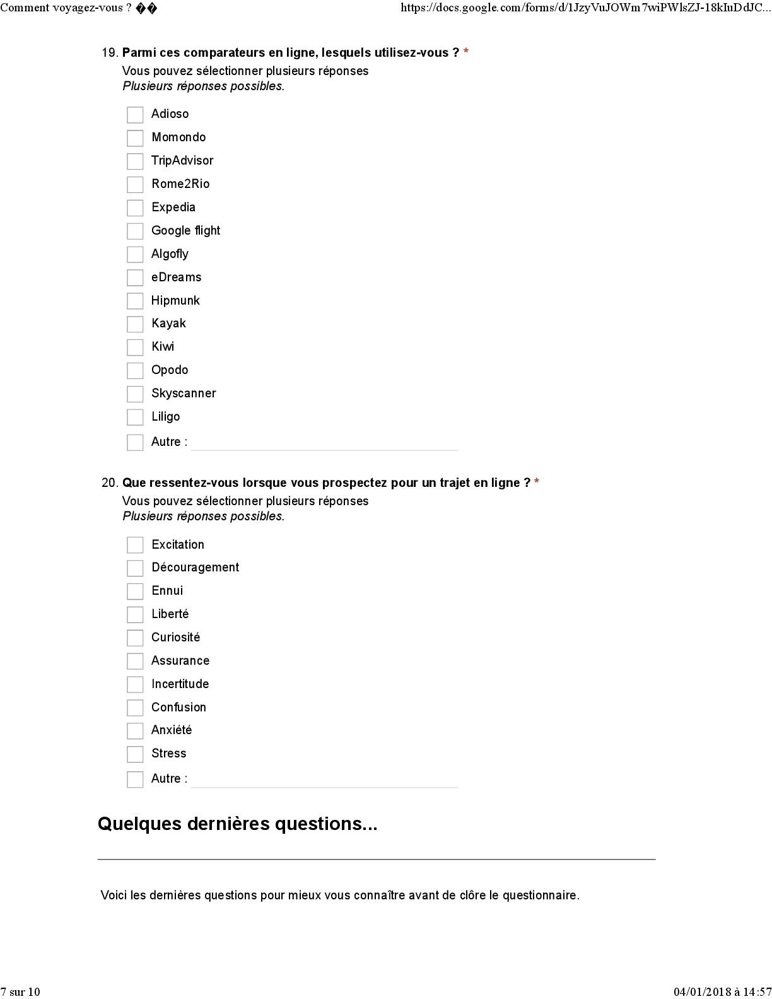 Comment voyagez-vous ? ��
https://docs.google.com/forms/d/1JzyVuJOWm7wiPWlsZJ-18kIuDdJC...
19. Parmi ces comparateurs en ligne, lesquels utilisez-vous ? *
Vous pouvez sélectionner plusieurs réponses
Plusieurs réponses possibles.
Adioso
Momondo
TripAdvisor
Rome2Rio
Expedia
Google flight
Algofly
eDreams
Hipmunk
Kayak
Kiwi
Opodo
Skyscanner
Liligo
Autre :
20. Que ressentez-vous lorsque vous prospectez pour un trajet en ligne ? *
Vous pouvez sélectionner plusieurs réponses
Plusieurs réponses possibles.
Excitation
Découragement
Ennui
Liberté
Curiosité
Assurance
Incertitude
Confusion
Anxiété
Stress
Autre :
Quelques dernières questions...
Voici les dernières questions pour mieux vous connaître avant de clôre le questionnaire.
7 sur 10
04/01/2018 à 14:57